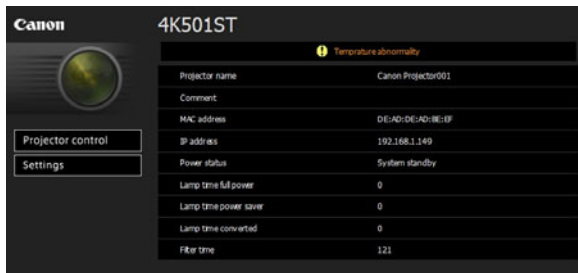 Canon
4K501ST
Temprature abnormality
Projector name Canon Projector001
Comment
MAC address DE:AD:DE:AD:BE:EF
Projector control
IP address 192.168.1.149
Settings
Power status System standby
Lamp time full power 0
Lamp time power saver 0
Lamp time converted 0
Filter time 121